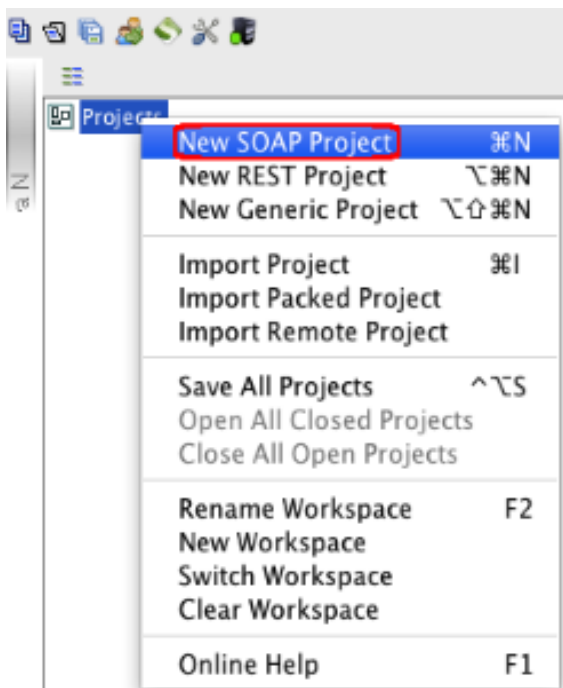 Projects
New SOAP Project ⌘N
New REST Project ⌥⌘N
New Generic Project ⌥⇧⌘N
Import Project ⌘I
Import Packed Project
Import Remote Project
Save All Projects ^⌥S
Open All Closed Projects
Close All Open Projects
Rename Workspace F2
New Workspace
Switch Workspace
Clear Workspace
Online Help F1